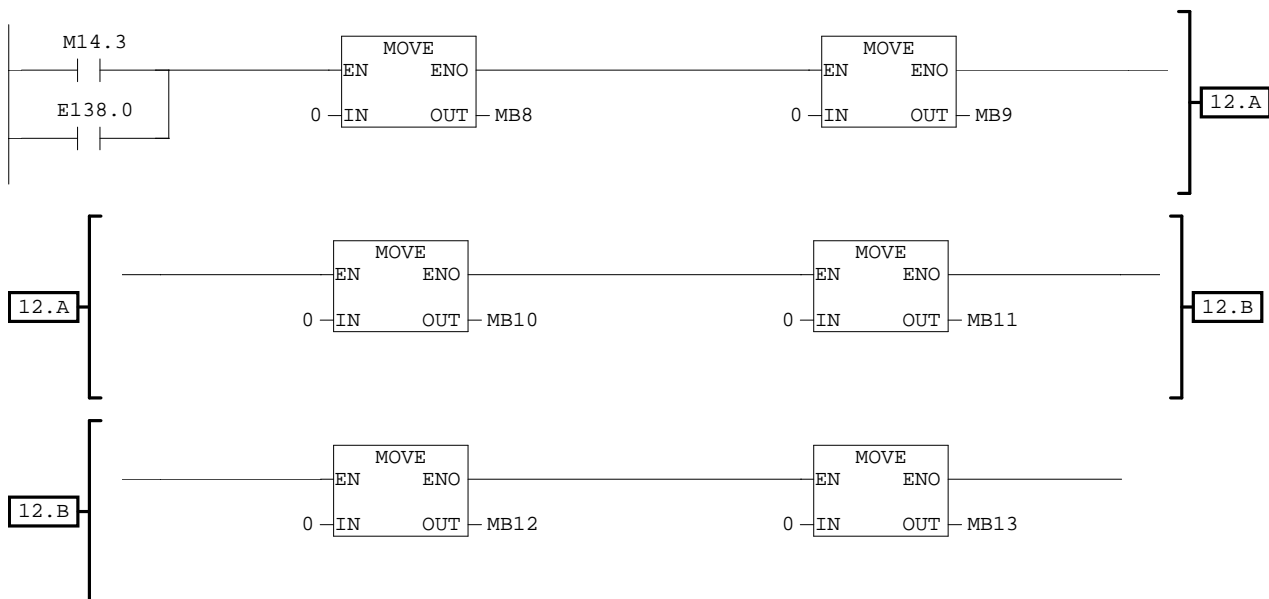 M14.3
MOVE MOVE
EN ENO EN ENO
E138.0
12.A
0 IN OUT MB8 0 IN OUT MB9
MOVE MOVE
EN ENO EN ENO
12.A 12.B
0 IN OUT MB10 0 IN OUT MB11
MOVE MOVE
EN ENO EN ENO
12.B
0 IN OUT MB12 0 IN OUT MB13